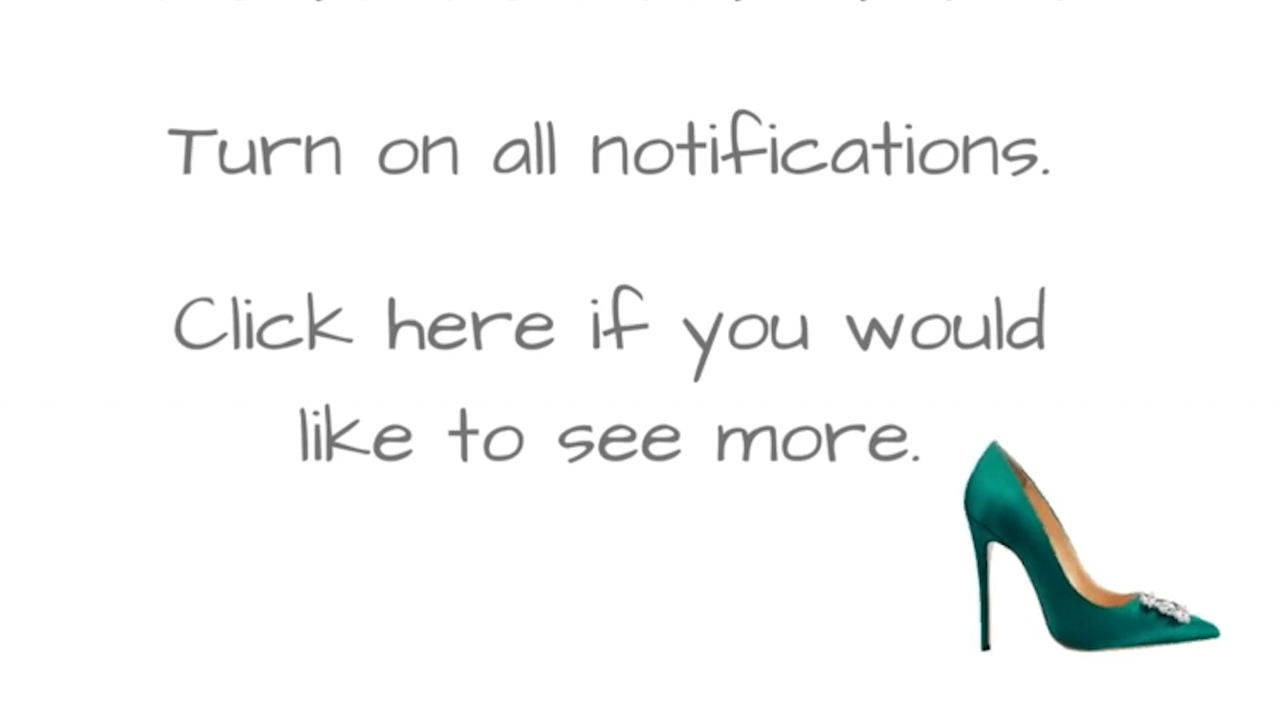 Turn on all notifications.
Click here if you would
like to see more.